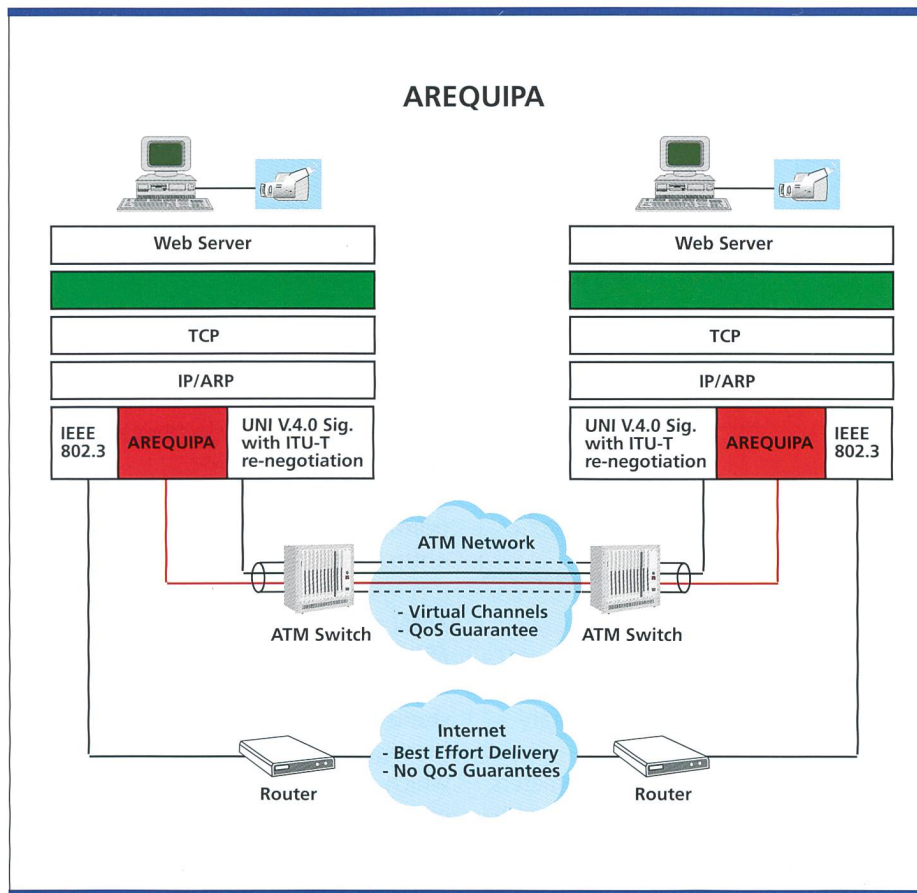 AREQUIPA
Web Server
Web Server
TCP
TCP
IP/ARP
IP/ARP
IEEE
802.3
AREQUIPA
UNI V.4.0 Sig.
with ITU-T
re-negotiation
UNI V.4.0 Sig.
with ITU-T
re-negotiation
AREQUIPA
IEEE
802.3
ATM Network
- Virtual Channels
- QoS Guarantee
ATM Switch
ATM Switch
Internet
- Best Effort Delivery
- No QoS Guarantees
Router
Router